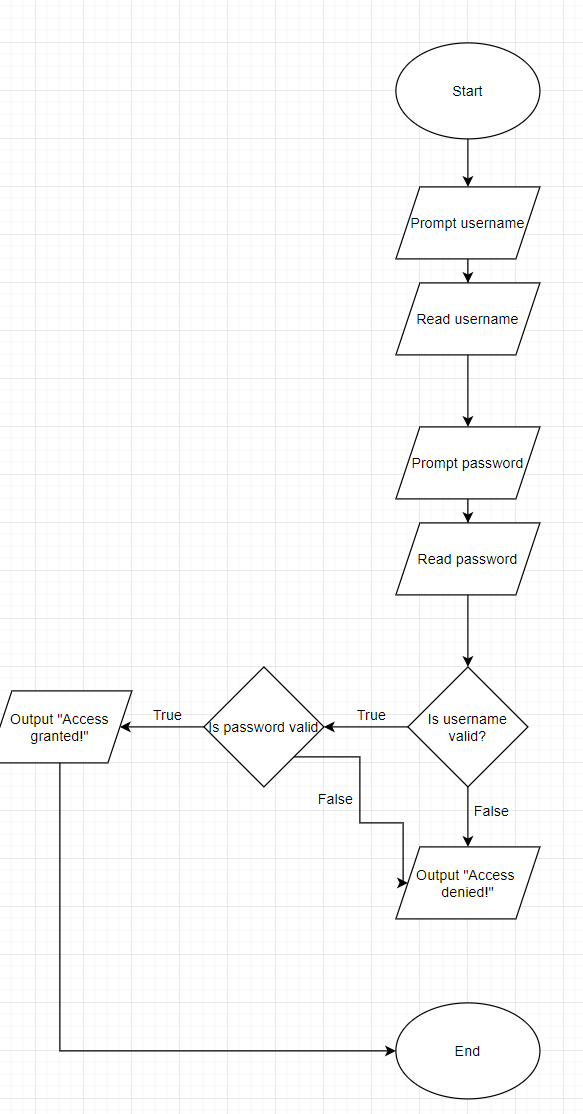 Start
Prompt username
Read username
Prompt password
Read password
Is username
valid?
True
Is password valid
True
Output "Access
granted!"
False
False
Output "Access
denied!"
End